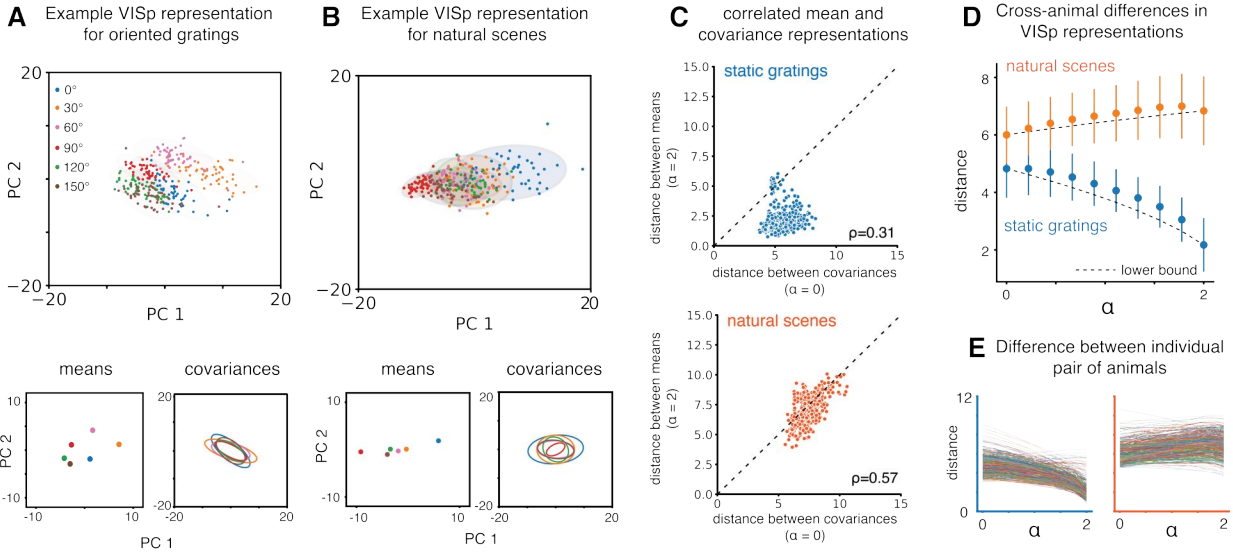 A Example VISp representation
for oriented gratings
20
0°
30°
60°
90°
120°
150°
PC 2
−20
−20
20
PC 1
means
covariances
10
20
PC 2
-10
-20
-10
10
-20
20
PC 1
B Example VISp representation
for natural scenes
20
PC 2
−20
−20
20
PC 1
means
covariances
10
20
PC 2
-10
-20
-10
10
-20
20
PC 1
C correlated mean and
covariance representations
static gratings
15.0
12.5
10.0
7.5
5.0
2.5
0.0
distance between means
(α = 2)
ρ=0.31
0
5
10
15
distance between covariances
(α = 0)
natural scenes
15.0
12.5
10.0
7.5
5.0
2.5
0.0
distance between means
(α = 2)
ρ=0.57
0
5
10
15
distance between covariances
(α = 0)
D Cross-animal differences in
VISp representations
natural scenes
8
6
4
2
distance
static gratings
lower bound
0
2
α
E Difference between individual
pair of animals
12
distance
0
0
2
α
0
2
α